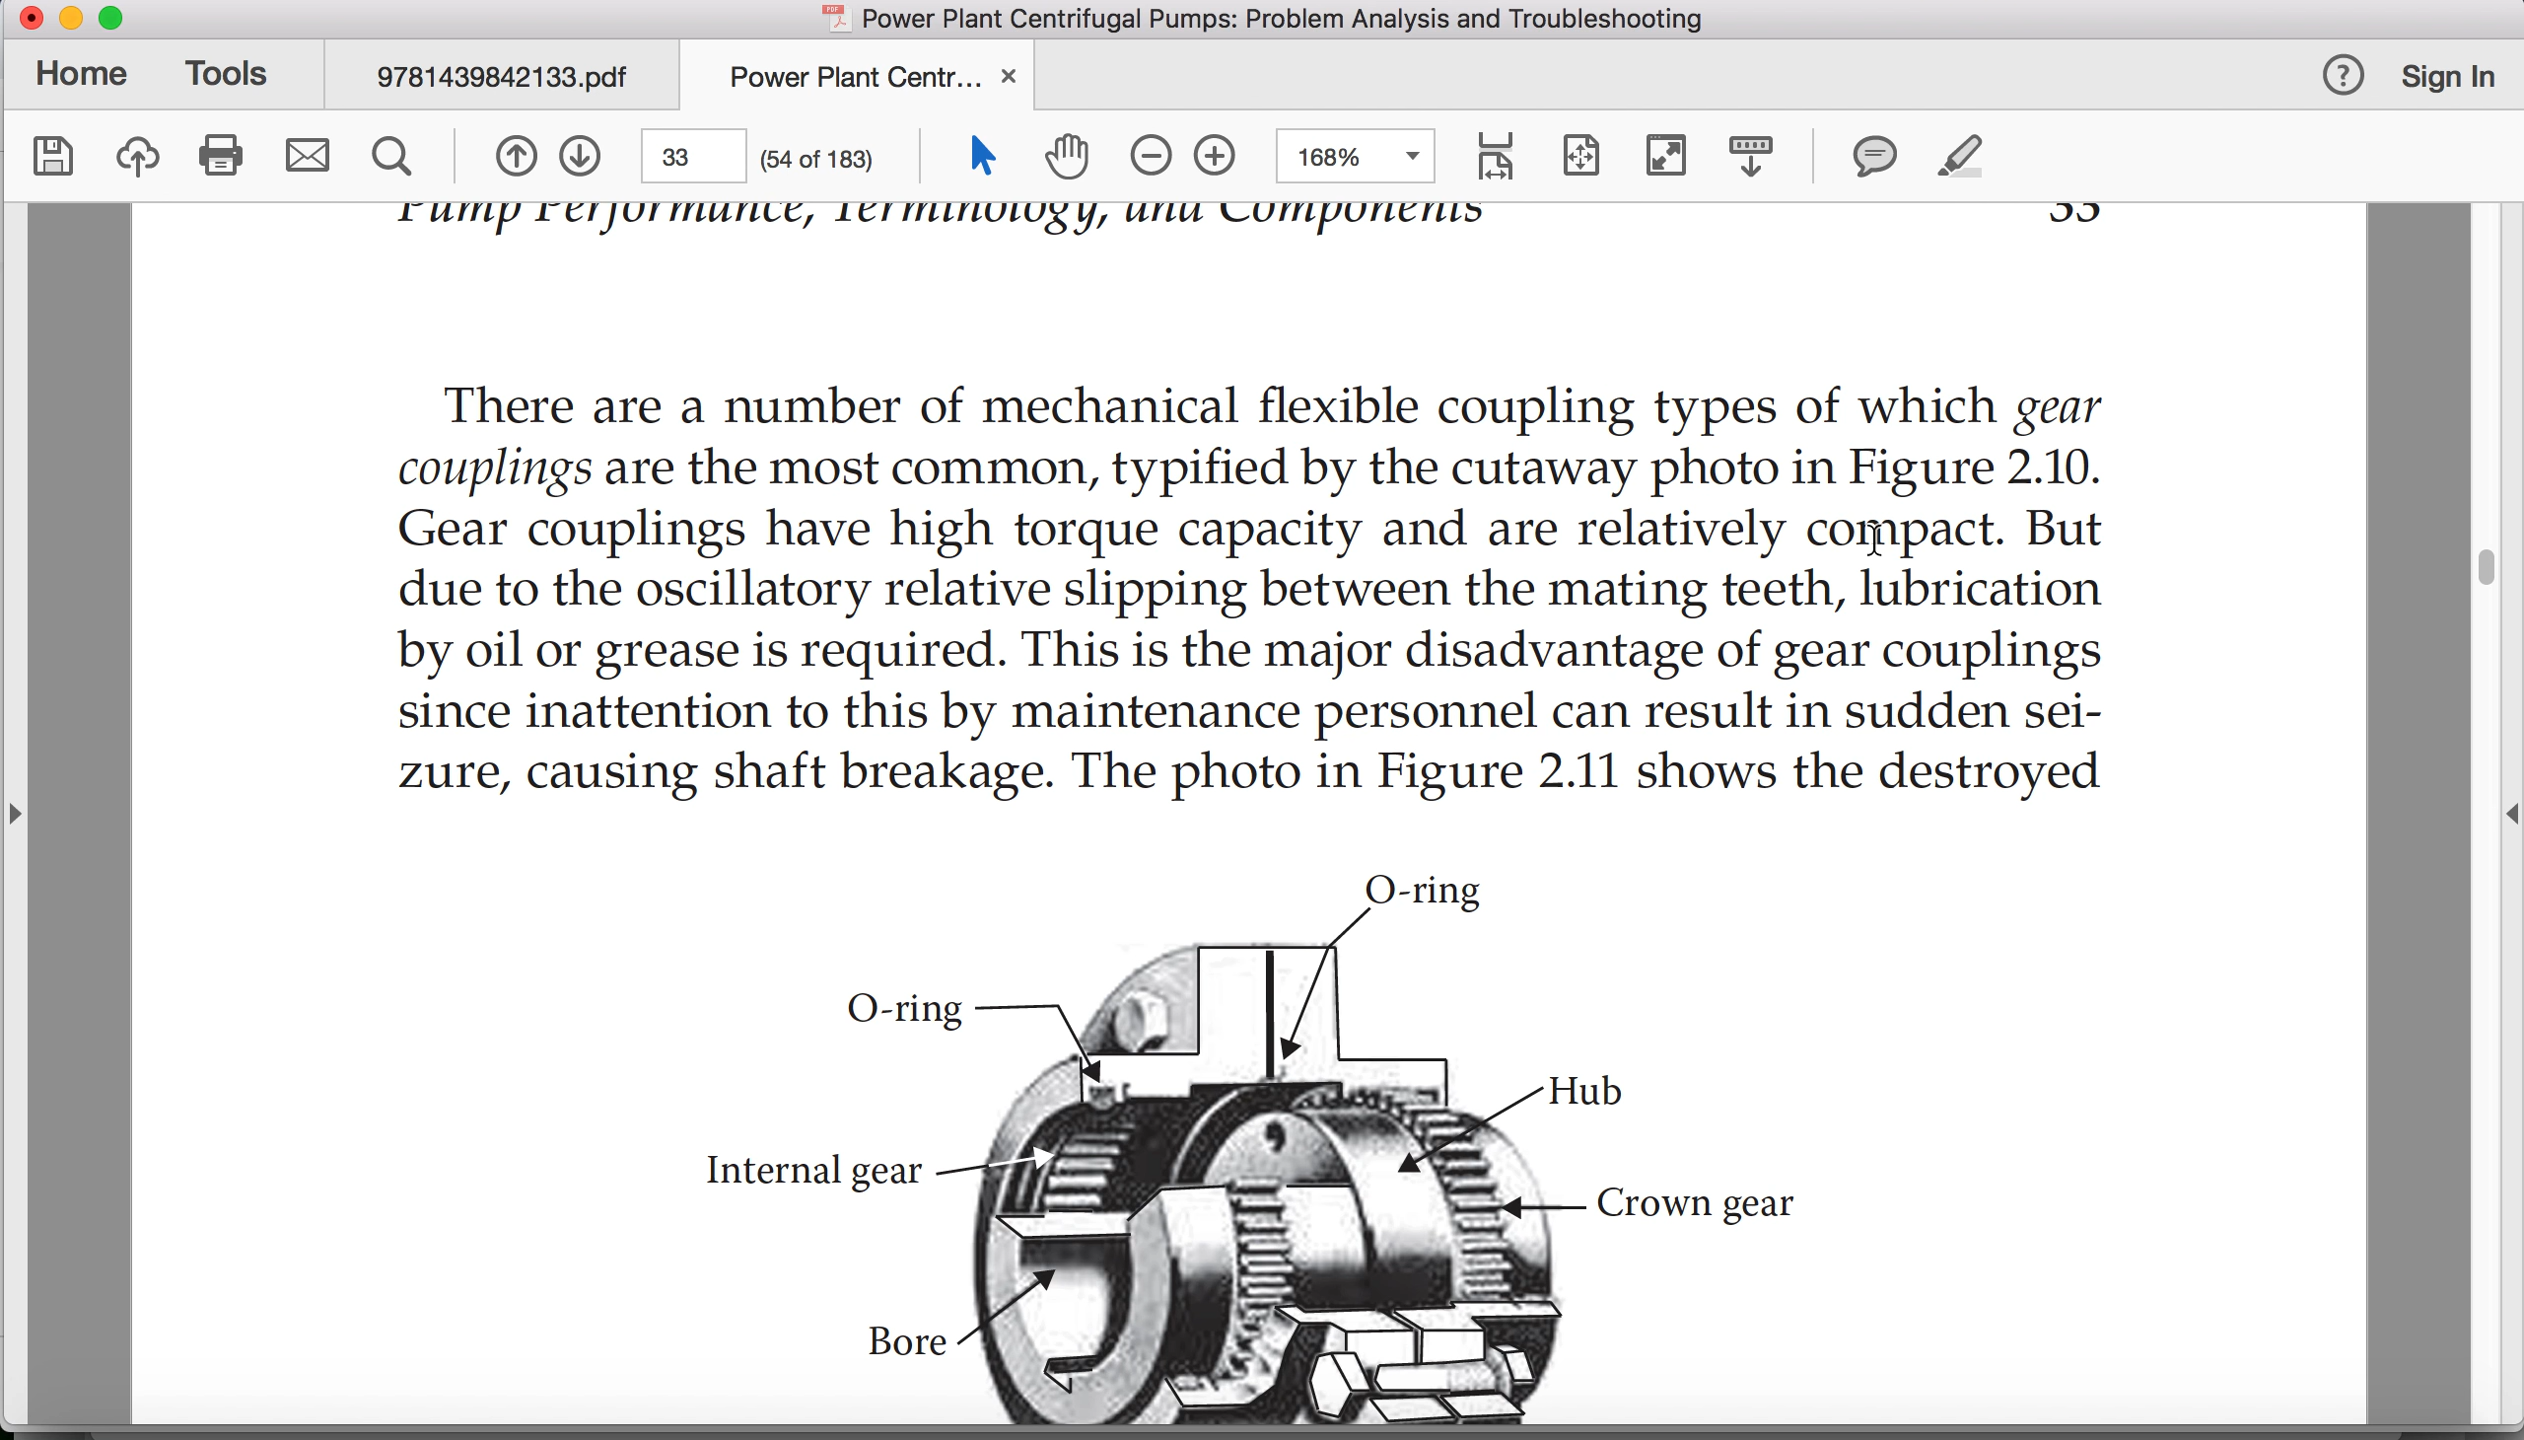 Power Plant Centrifugal Pumps: Problem Analysis and Troubleshooting
Home Tools 9781439842133.pdf Power Plant Centr... × ? Sign In
33 (54 of 183) 168%
Pump Performance, Terminology, and Components 33
There are a number of mechanical flexible coupling types of which gear
couplings are the most common, typified by the cutaway photo in Figure 2.10.
Gear couplings have high torque capacity and are relatively compact. But
due to the oscillatory relative slipping between the mating teeth, lubrication
by oil or grease is required. This is the major disadvantage of gear couplings
since inattention to this by maintenance personnel can result in sudden sei-
zure, causing shaft breakage. The photo in Figure 2.11 shows the destroyed
O-ring
O-ring
Hub
Internal gear
Crown gear
Bore